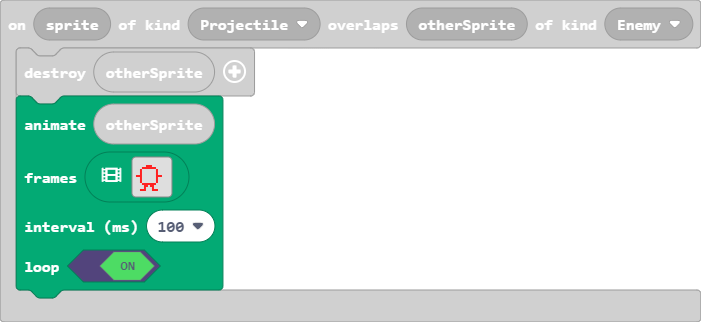 on sprite of kind Projectile overlaps otherSprite of kind Enemy
destroy otherSprite
animate otherSprite
frames
interval (ms) 100
loop ON